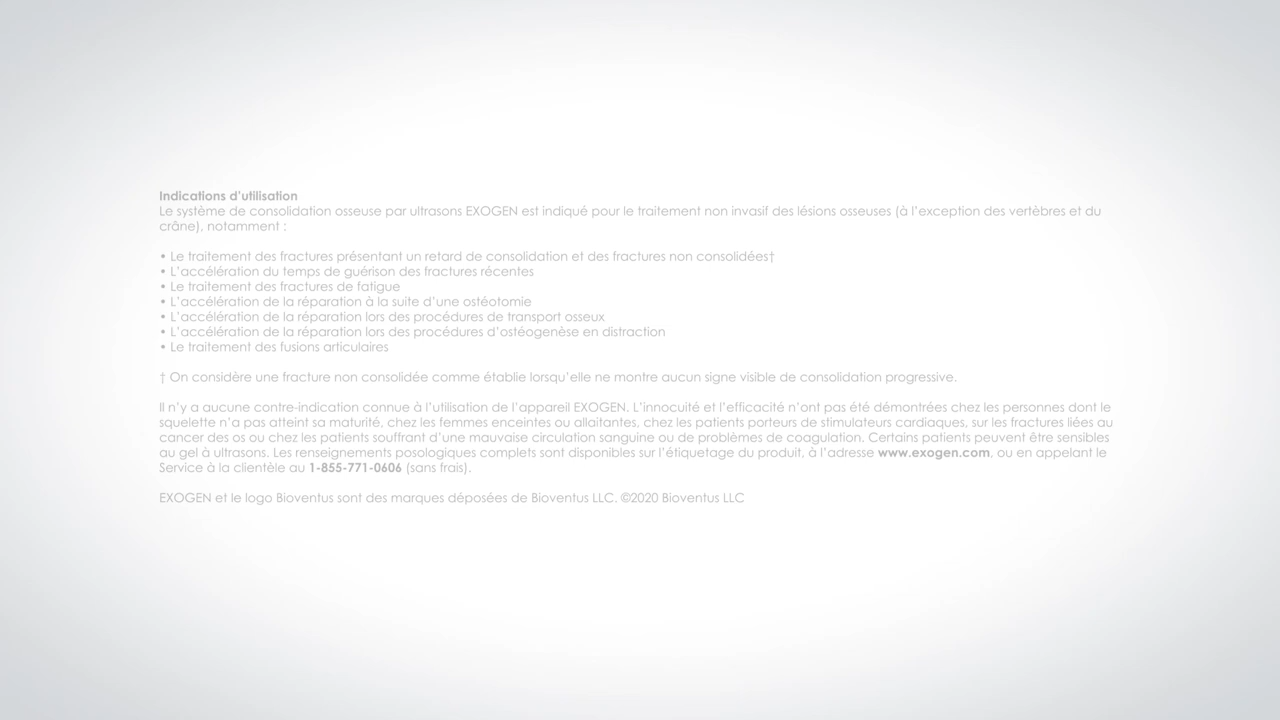 Indications d’utilisation
Le système de consolidation osseuse par ultrasons EXOGEN est indiqué pour le traitement non invasif des lésions osseuses (à l’exception des vertèbres et du
crâne), notamment :
• Le traitement des fractures présentant un retard de consolidation et des fractures non consolidées†
• L’accélération du temps de guérison des fractures récentes
• Le traitement des fractures de fatigue
• L’accélération de la réparation à la suite d’une ostéotomie
• L’accélération de la réparation lors des procédures de transport osseux
• L’accélération de la réparation lors des procédures d’ostéogenèse en distraction
• Le traitement des fusions articulaires
† On considère une fracture non consolidée comme établie lorsqu’elle ne montre aucun signe visible de consolidation progressive.
Il n’y a aucune contre-indication connue à l’utilisation de l’appareil EXOGEN. L’innocuité et l’efficacité n’ont pas été démontrées chez les personnes dont le
squelette n’a pas atteint sa maturité, chez les femmes enceintes ou allaitantes, chez les patients porteurs de stimulateurs cardiaques, sur les fractures liées au
cancer des os ou chez les patients souffrant d’une mauvaise circulation sanguine ou de problèmes de coagulation. Certains patients peuvent être sensibles
au gel à ultrasons. Les renseignements posologiques complets sont disponibles sur l’étiquetage du produit, à l’adresse www.exogen.com, ou en appelant le
Service à la clientèle au 1-855-771-0606 (sans frais).
EXOGEN et le logo Bioventus sont des marques déposées de Bioventus LLC. ©2020 Bioventus LLC